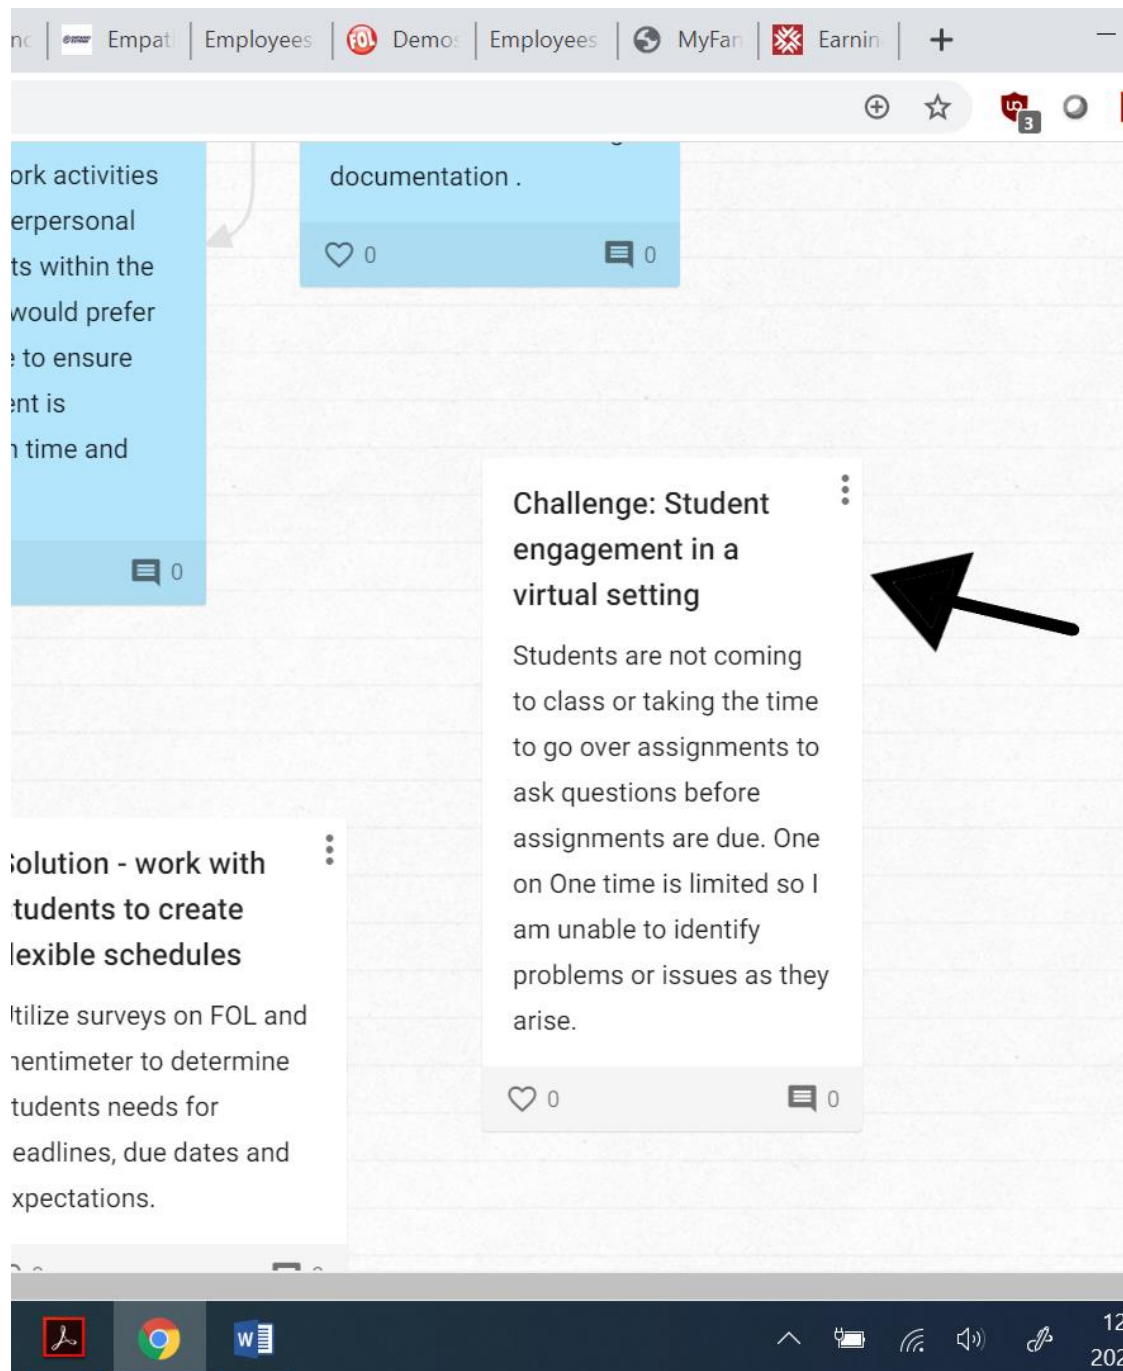 Empat Employees FOL Demos Employees MyFan Earnin
3
ork activities
erpersonal
ts within the
would prefer
to ensure
ent is
time and
0
documentation .
0 0
Challenge: Student
engagement in a
virtual setting
Students are not coming
to class or taking the time
to go over assignments to
ask questions before
assignments are due. One
on One time is limited so I
am unable to identify
problems or issues as they
arise.
0 0
olution - work with
tudents to create
lexible schedules
tilize surveys on FOL and
entimeter to determine
tudents needs for
eadlines, due dates and
xpectations.
W
12
202